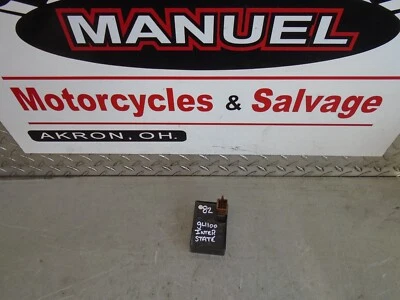 MANUEL
Motorcycles & Salvage
AKRON, OH.
82
GL1100
INTER
STATE